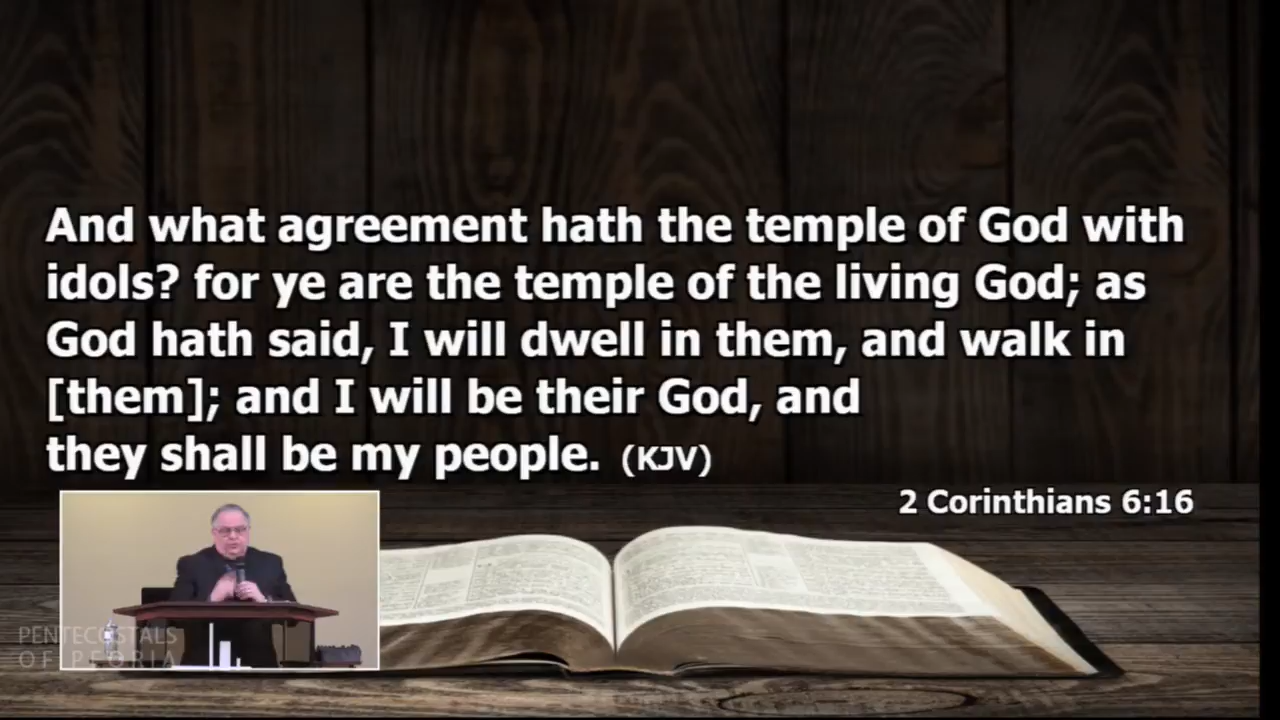 And what agreement hath the temple of God with
idols? for ye are the temple of the living God; as
God hath said, I will dwell in them, and walk in
[them]; and I will be their God, and
they shall be my people. (KJV)
2 Corinthians 6:16
PENTECOSTALS
OF PEORIA